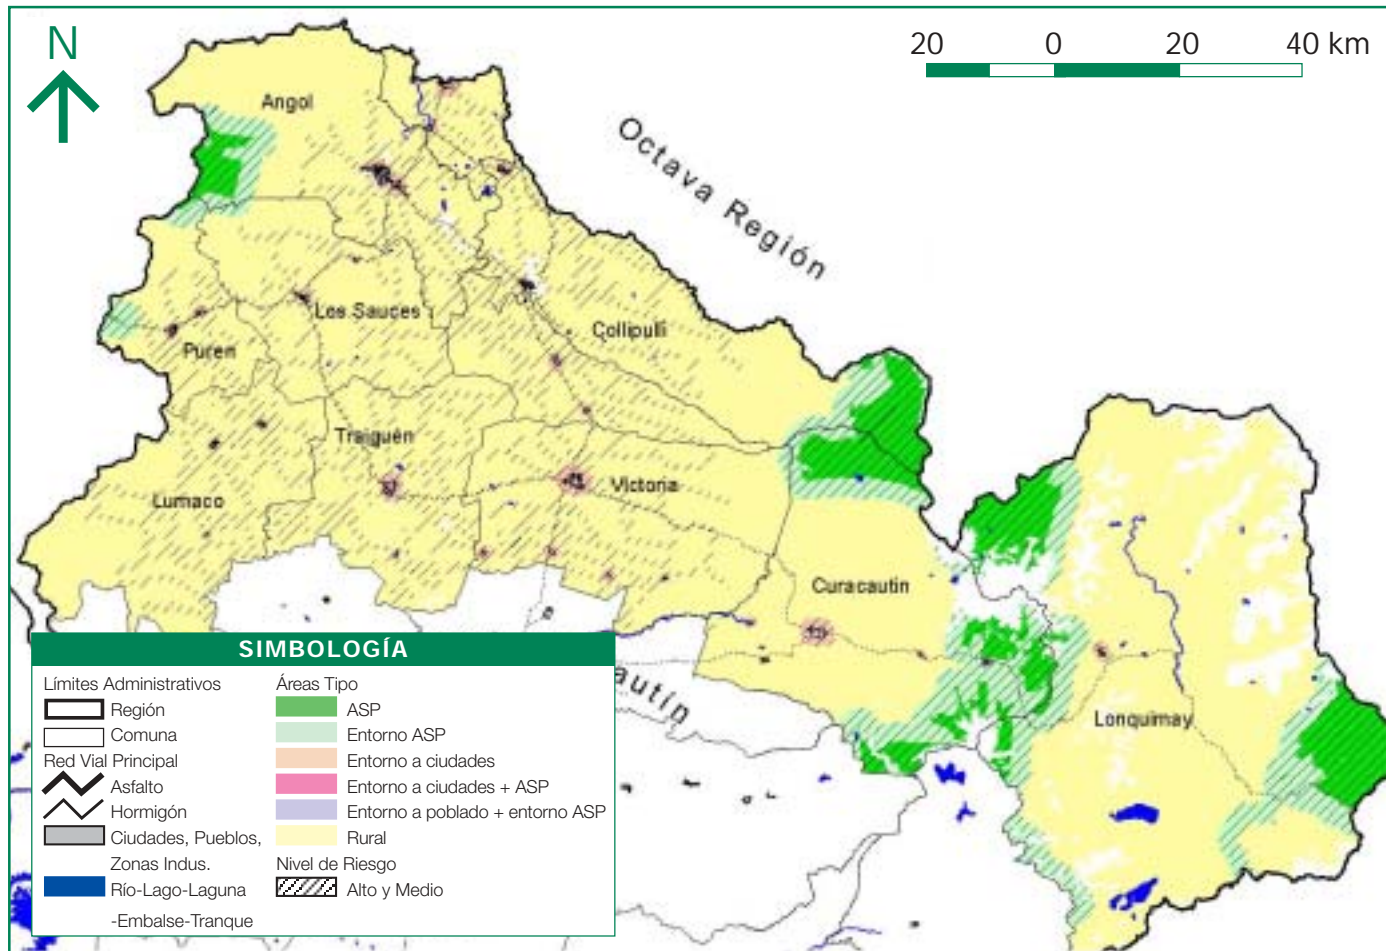 N
20 0 20 40 km
Angol
Octava Región
Los Sauces
Collipulli
Puren
Traiguén
Victoria
Lumaco
Curacautin
Lonquimay
autín
SIMBOLOGÍA
Límites Administrativos
Región
Comuna
Red Vial Principal
Asfalto
Hormigón
Ciudades, Pueblos,
Zonas Indus.
Río-Lago-Laguna
-Embalse-Tranque
Áreas Tipo
ASP
Entorno ASP
Entorno a ciudades
Entorno a ciudades + ASP
Entorno a poblado + entorno ASP
Rural
Nivel de Riesgo
Alto y Medio